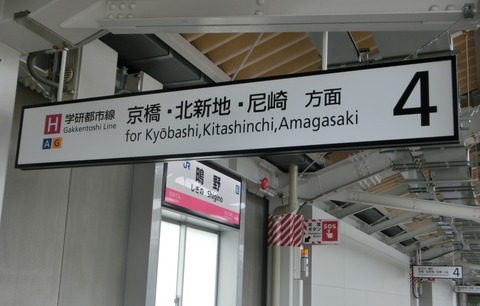 H 学研都市線 京橋・北新地・尼崎 方面 4
Gakkentoshi Line for Kyōbashi,Kitashinchi,Amagasaki
A G
JR
鴫野
しぎの Shigino
SOS
4